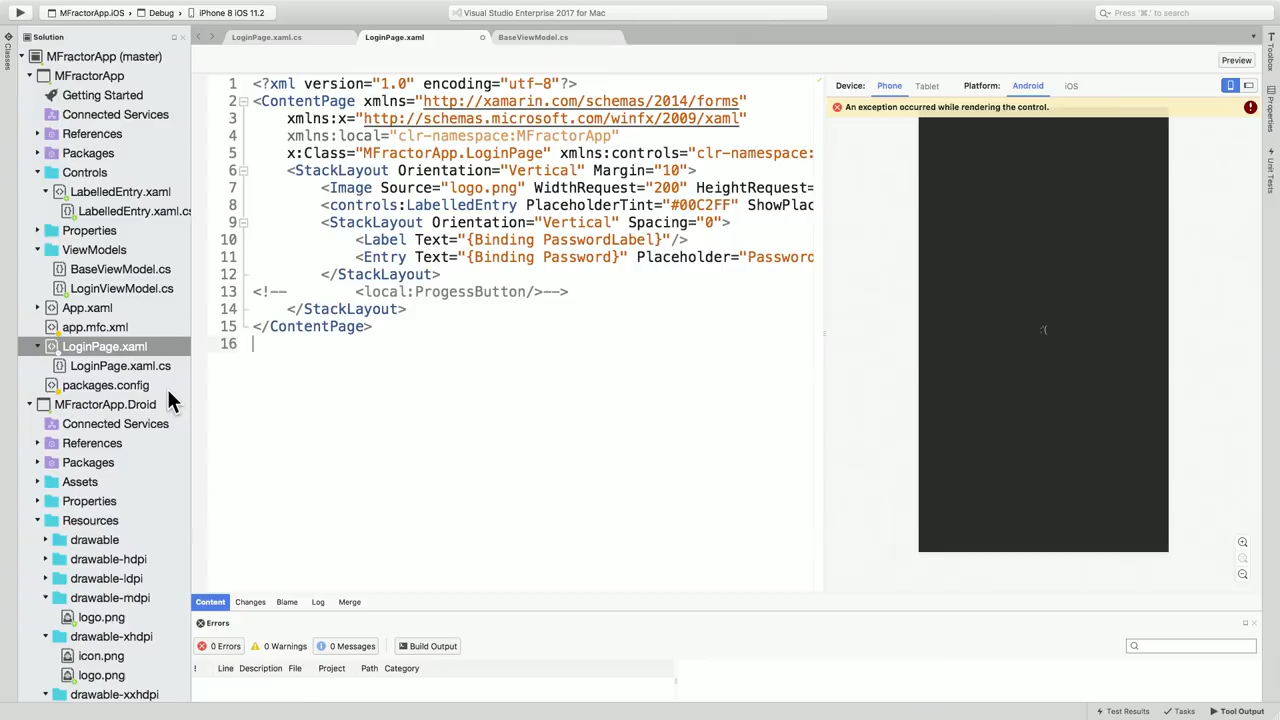 MFractorApp.iOS > Debug > iPhone 8 iOS 11.2
Visual Studio Enterprise 2017 for Mac
Press '⌘.' to search
Classes
Solution
LoginPage.xaml.cs
LoginPage.xaml
BaseViewModel.cs
Preview
Toolbox
Properties
Unit Tests
MFractorApp (master)
MFractorApp
Getting Started
Connected Services
References
Packages
Controls
LabelledEntry.xaml
LabelledEntry.xaml.cs
Properties
ViewModels
BaseViewModel.cs
LoginViewModel.cs
App.xaml
app.mfc.xml
LoginPage.xaml
LoginPage.xaml.cs
packages.config
MFractorApp.Droid
Connected Services
References
Packages
Assets
Properties
Resources
drawable
drawable-hdpi
drawable-ldpi
drawable-mdpi
logo.png
drawable-xhdpi
icon.png
logo.png
drawable-xxhdpi
1 <?xml version="1.0" encoding="utf-8"?>
2 <ContentPage xmlns="http://xamarin.com/schemas/2014/forms"
3 xmlns:x="http://schemas.microsoft.com/winfx/2009/xaml"
4 xmlns:local="clr-namespace:MFractorApp"
5 x:Class="MFractorApp.LoginPage" xmlns:controls="clr-namespace:
6 <StackLayout Orientation="Vertical" Margin="10">
7 <Image Source="logo.png" WidthRequest="200" HeightRequest=
8 <controls:LabelledEntry PlaceholderTint="#00C2FF" ShowPlac
9 <StackLayout Orientation="Vertical" Spacing="0">
10 <Label Text="{Binding PasswordLabel}"/>
11 <Entry Text="{Binding Password}" Placeholder="Password
12 </StackLayout>
13 <!-- <local:ProgessButton/>-->
14 </StackLayout>
15 </ContentPage>
16
Device: Phone Tablet Platform: Android iOS
An exception occurred while rendering the control.
:'(
Content Changes Blame Log Merge
Errors
0 Errors 0 Warnings 0 Messages Build Output
! Line Description File Project Path Category
Test Results Tasks Tool Output